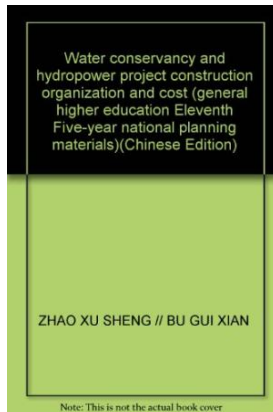 Water conservancy and
hydropower project construction
organization and cost (general
higher education Eleventh
Five-year national planning
materials)(Chinese Edition)
ZHAO XU SHENG // BU GUI XIAN
Note: This is not the actual book cover